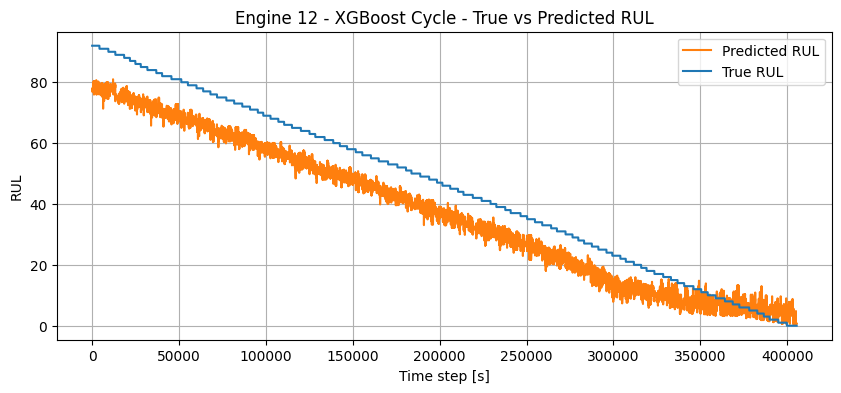 Engine 12 - XGBoost Cycle - True vs Predicted RUL
Predicted RUL
True RUL
RUL
80
60
40
20
0
0 50000 100000 150000 200000 250000 300000 350000 400000
Time step [s]